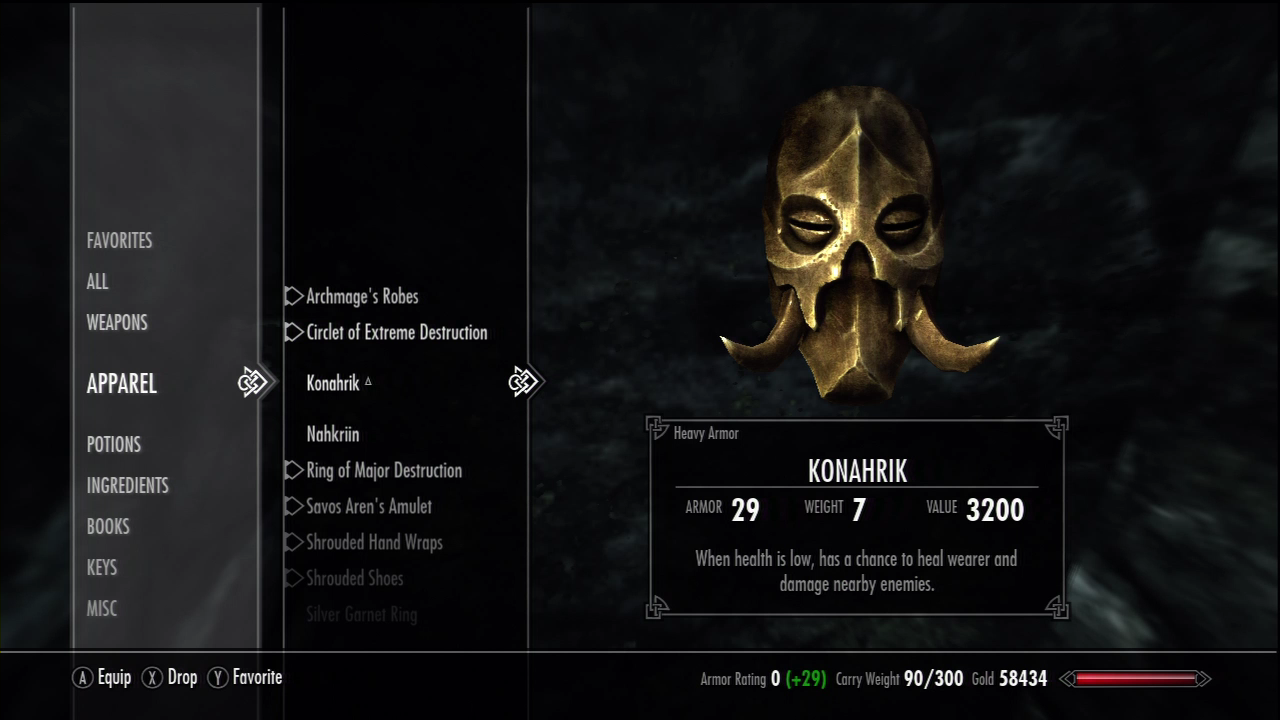 FAVORITES
ALL
WEAPONS
APPAREL
POTIONS
INGREDIENTS
BOOKS
KEYS
MISC
Archmage's Robes
Circlet of Extreme Destruction
Konahrik
Nahkriin
Ring of Major Destruction
Savos Aren's Amulet
Shrouded Hand Wraps
Shrouded Shoes
Silver Garnet Ring
Heavy Armor
KONAHRIK
ARMOR 29 WEIGHT 7 VALUE 3200
When health is low, has a chance to heal wearer and
damage nearby enemies.
A Equip X Drop Y Favorite
Armor Rating 0 (+29) Carry Weight 90/300 Gold 58434